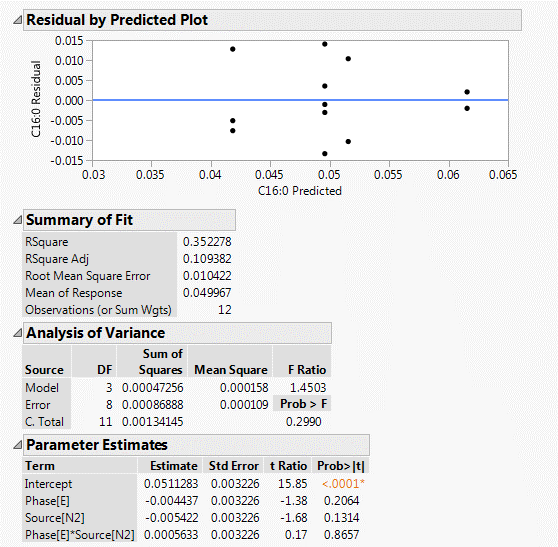 Residual by Predicted Plot
C16:0 Residual
0.015
0.010
0.005
0.000
-0.005
-0.010
-0.015
0.03 0.035 0.04 0.045 0.05 0.055 0.06 0.065
C16:0 Predicted
Summary of Fit
RSquare 0.352278
RSquare Adj 0.109382
Root Mean Square Error 0.010422
Mean of Response 0.049967
Observations (or Sum Wgts) 12
Analysis of Variance
Sum of
Source DF Squares Mean Square F Ratio
Model 3 0.00047256 0.000158 1.4503
Error 8 0.00086888 0.000109 Prob > F
C. Total 11 0.00134145 0.2990
Parameter Estimates
Term Estimate Std Error t Ratio Prob>|t|
Intercept 0.0511283 0.003226 15.85 <.0001*
Phase[E] -0.004437 0.003226 -1.38 0.2064
Source[N2] -0.005422 0.003226 -1.68 0.1314
Phase[E]*Source[N2] 0.0005633 0.003226 0.17 0.8657